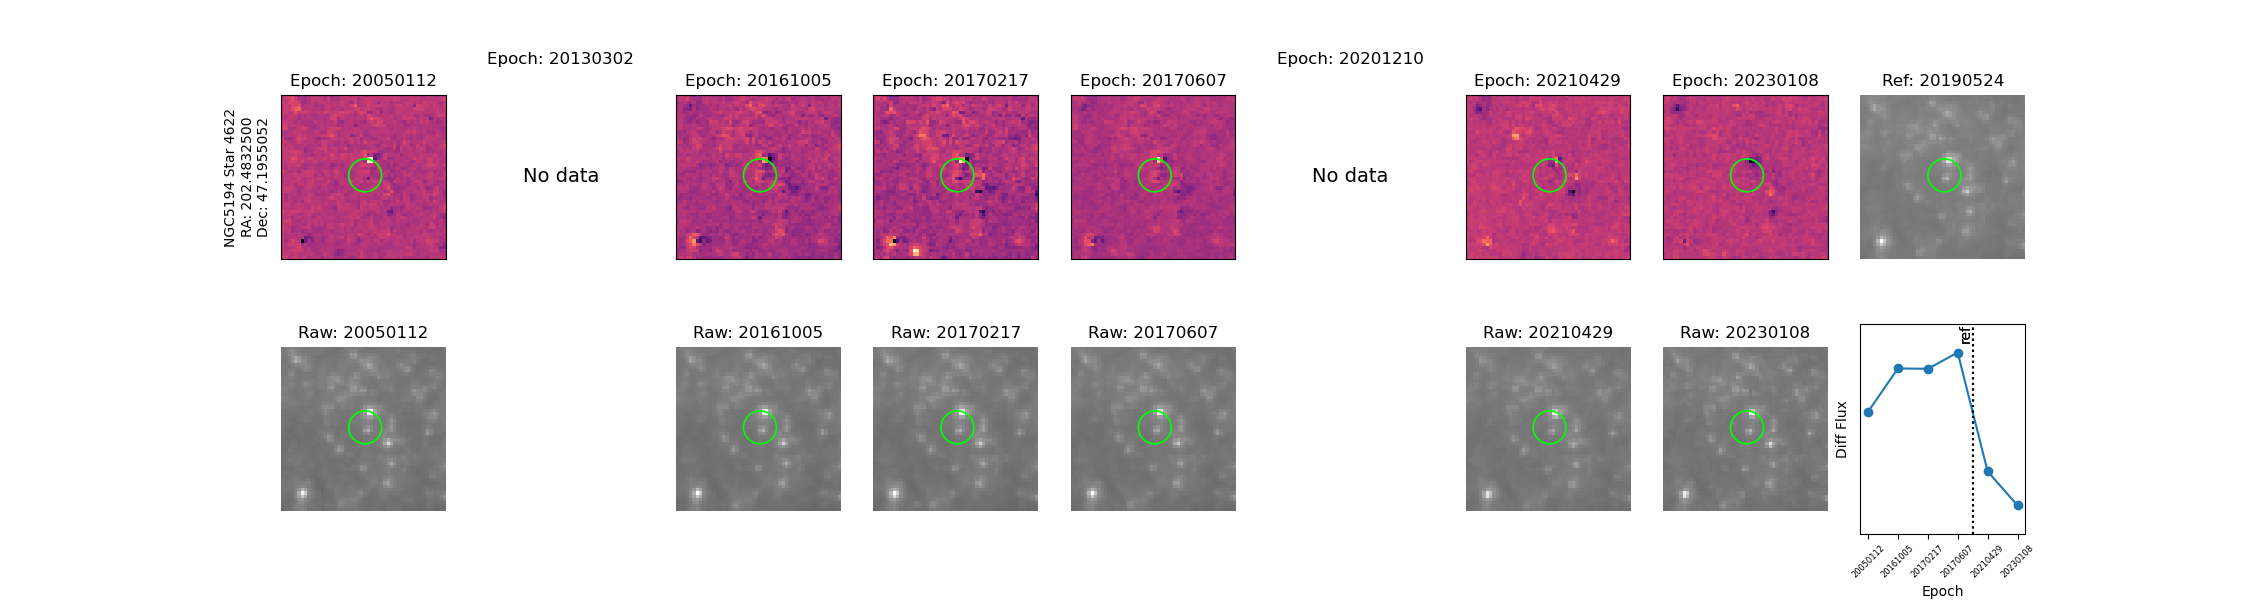 Epoch: 20130302
Epoch: 20201210
Epoch: 20050112
Epoch: 20161005
Epoch: 20170217
Epoch: 20170607
Epoch: 20210429
Epoch: 20230108
Ref: 20190524
NGC5194 Star 4622
RA: 202.4832500
Dec: 47.1955052
No data
No data
Raw: 20050112
Raw: 20161005
Raw: 20170217
Raw: 20170607
Raw: 20210429
Raw: 20230108
ref
Diff Flux
20050112
20161005
20170217
20170607
20210429
20230108
Epoch